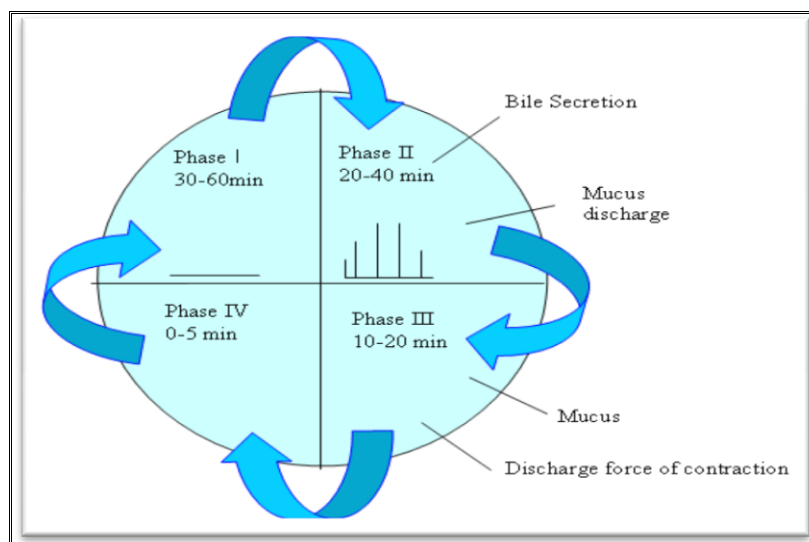 Phase I
30-60min
Phase II
20-40 min
Bile Secretion
Mucus
discharge
Phase IV
0-5 min
Phase III
10-20 min
Mucus
Discharge force of contraction